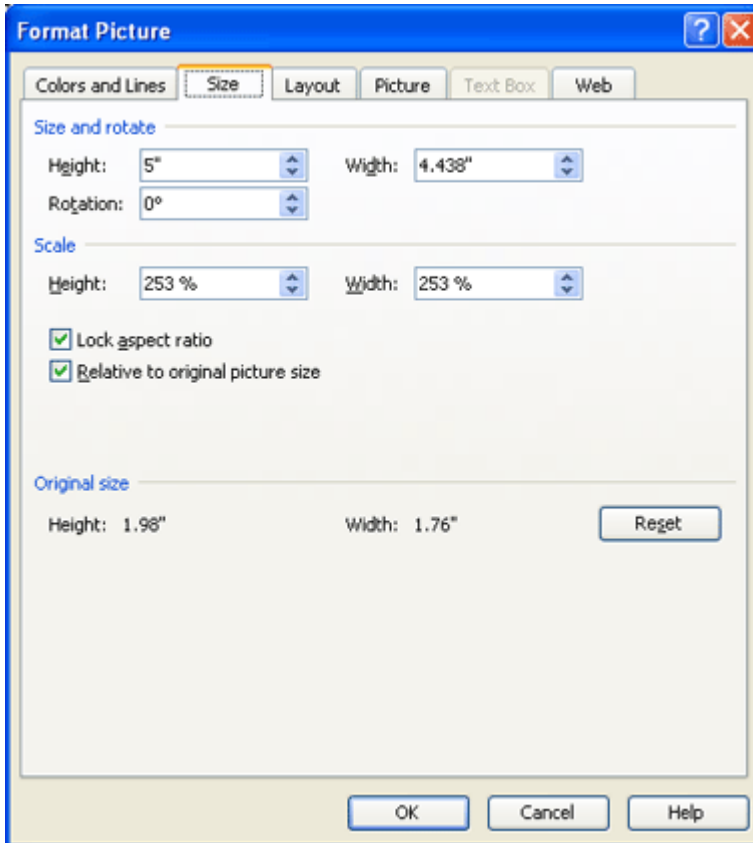 Format Picture
?
Colors and Lines Size Layout Picture Text Box Web
Size and rotate
Height: 5" Width: 4.438"
Rotation: 0°
Scale
Height: 253 % Width: 253 %
Lock aspect ratio
Relative to original picture size
Original size
Height: 1.98" Width: 1.76" Reset
OK Cancel Help